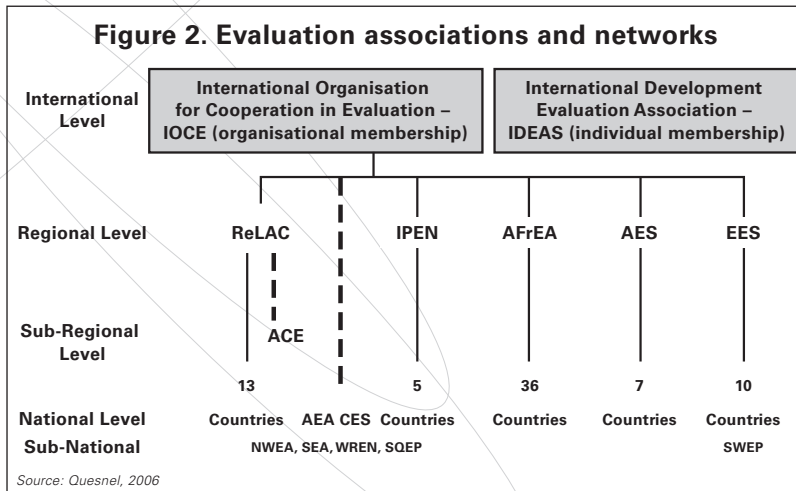 Figure 2. Evaluation associations and networks
International Level
International Organisation
for Cooperation in Evaluation –
IOCE (organisational membership)
International Development
Evaluation Association –
IDEAS (individual membership)
Regional Level ReLAC IPEN AFrEA AES EES
Sub-Regional
Level
ACE
13 5 36 7 10
National Level Countries AEA CES Countries Countries Countries Countries
Sub-National NWEA, SEA, WREN, SQEP SWEP
Source: Quesnel, 2006